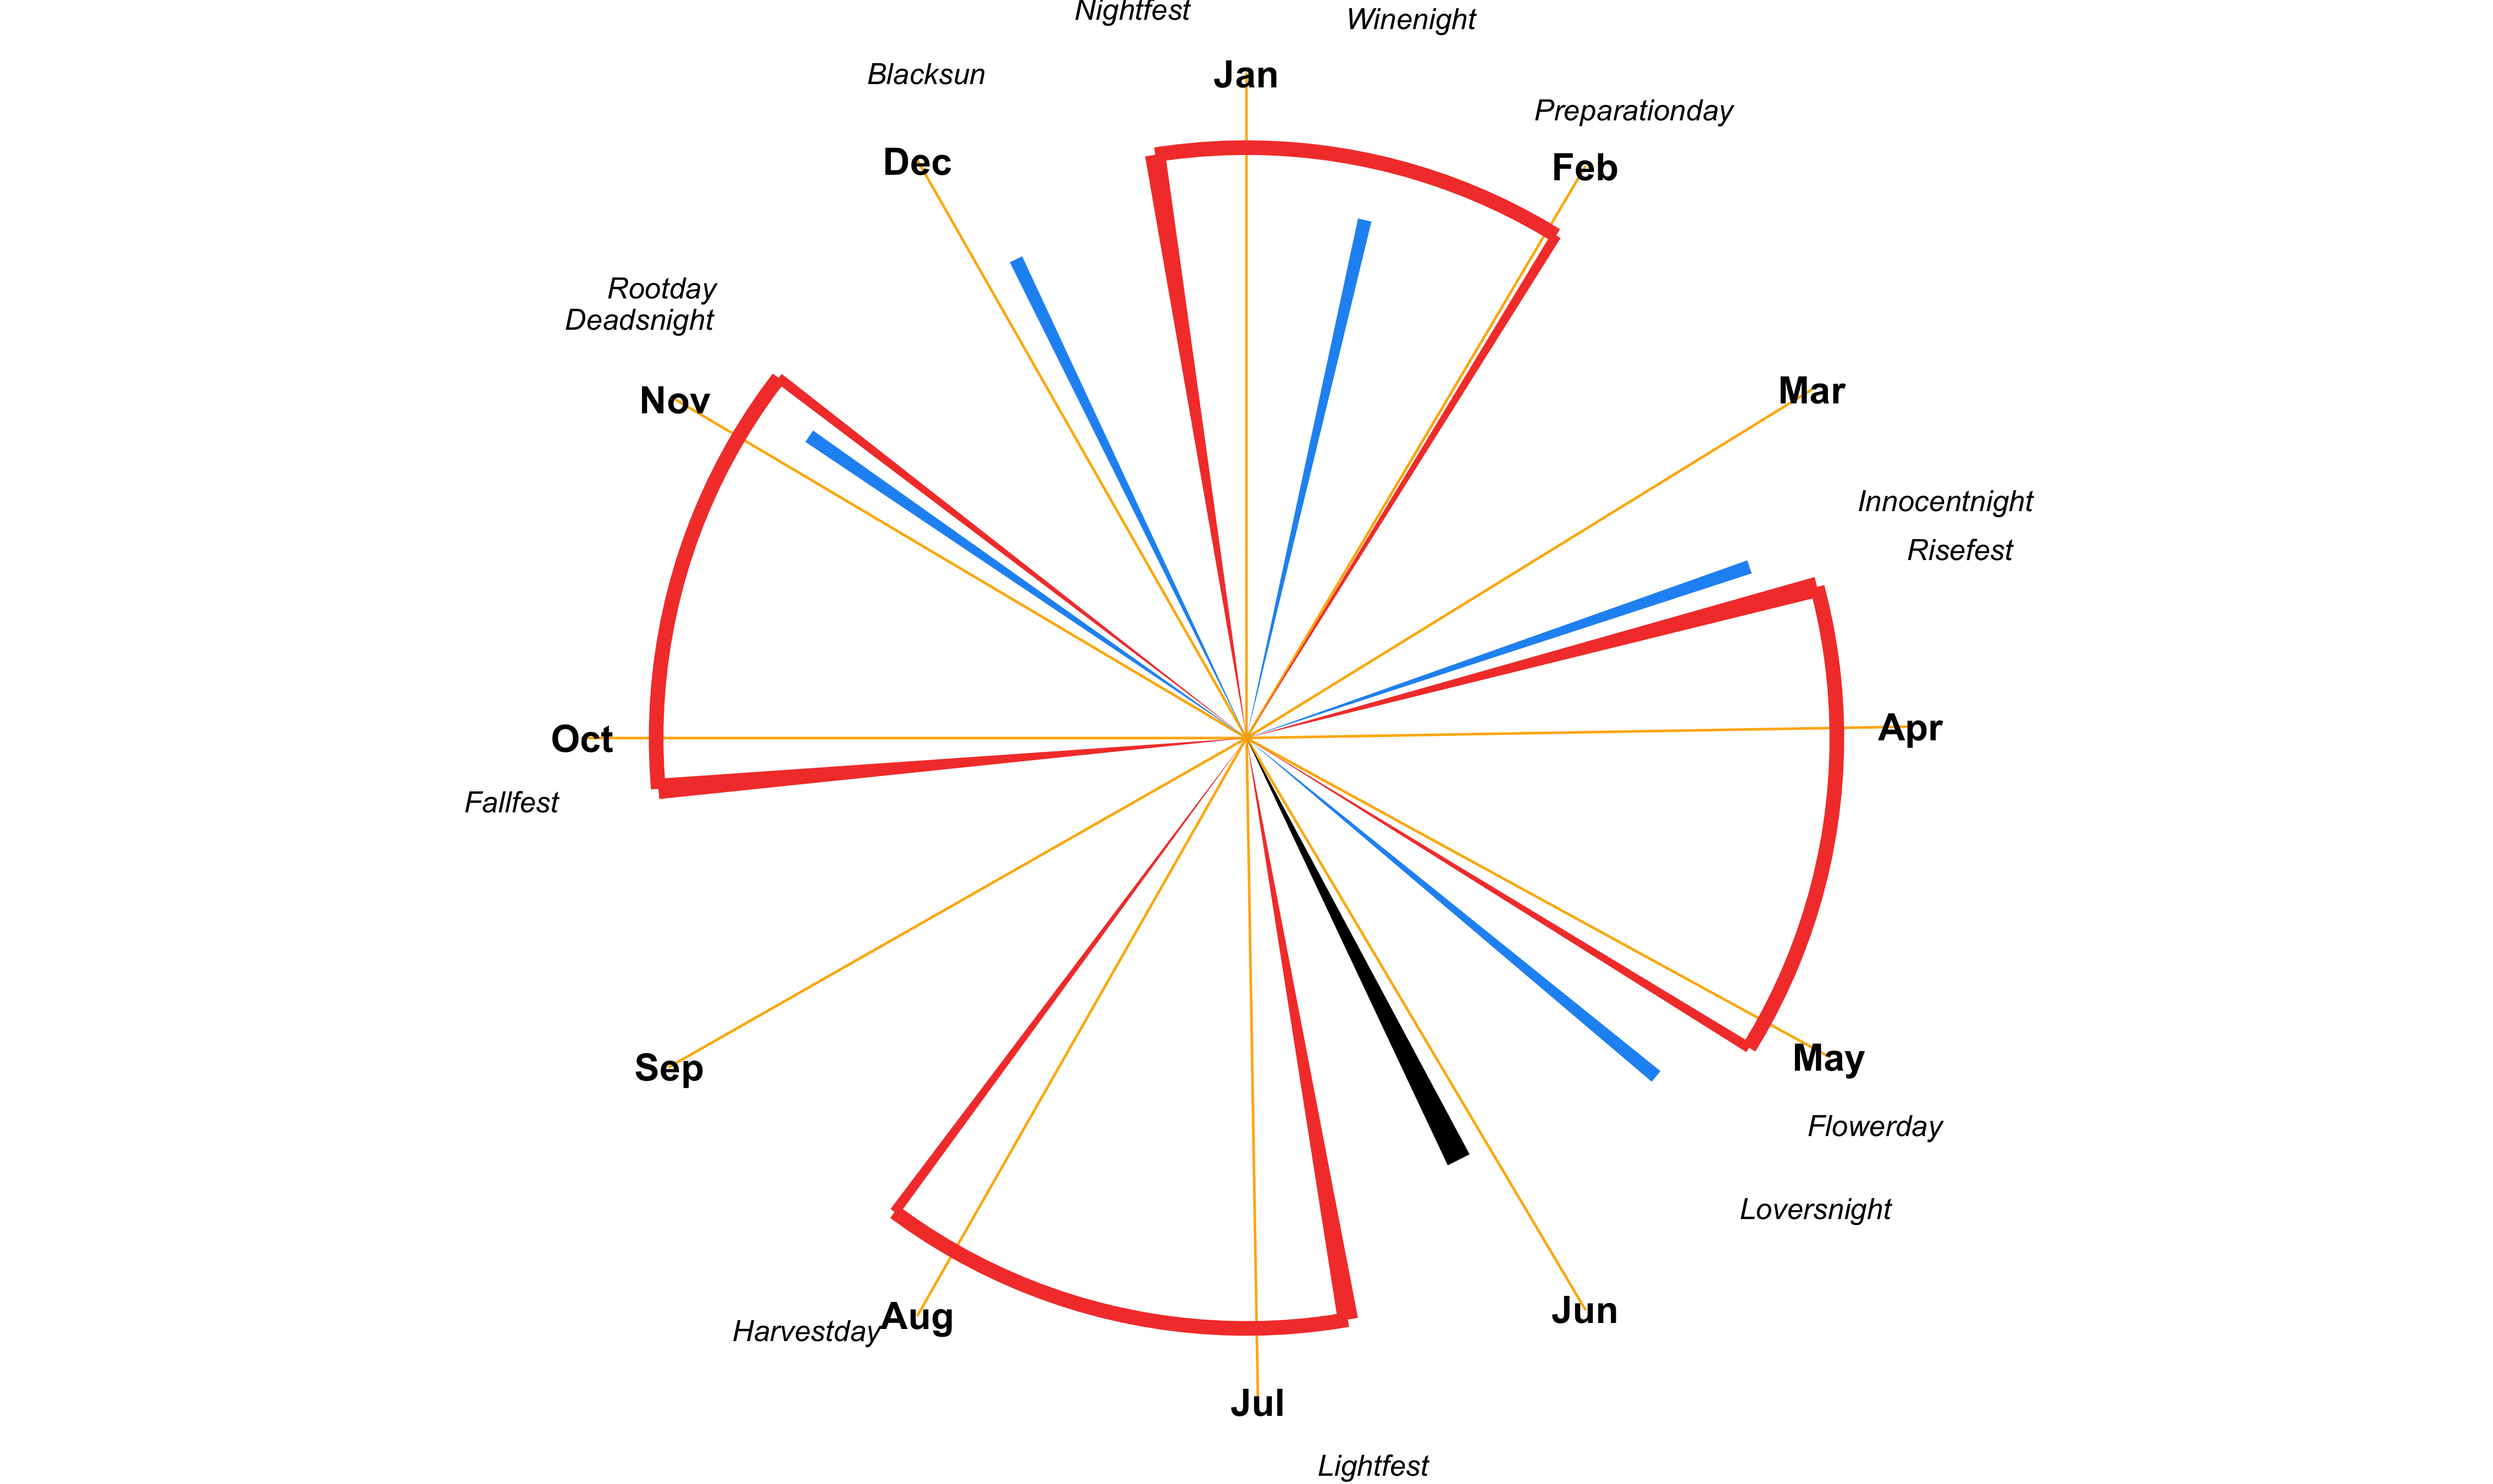 Nightfest
Winenight
Blacksun
Jan
Preparationday
Dec
Feb
Rootday
Deadsnight
Nov
Mar
Innocentnight
Risefest
Oct
Apr
Fallfest
Sep
May
Flowerday
Loversnight
Harvestday
Aug
Jun
Jul
Lightfest